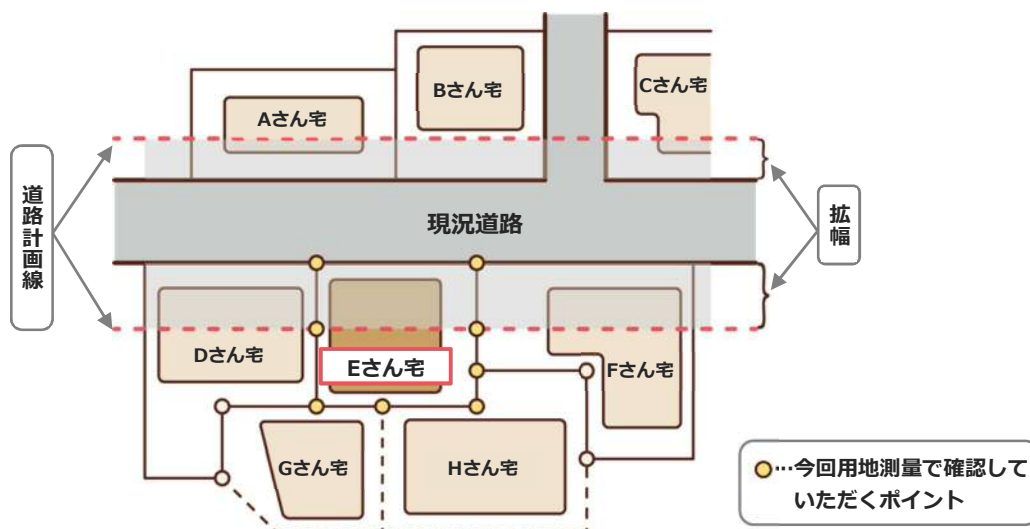 Bさん宅
Cさん宅
Aさん宅
道路計画線
現況道路
拡幅
Dさん宅
Eさん宅
Fさん宅
Gさん宅
Hさん宅
…今回用地測量で確認して
いただくポイント